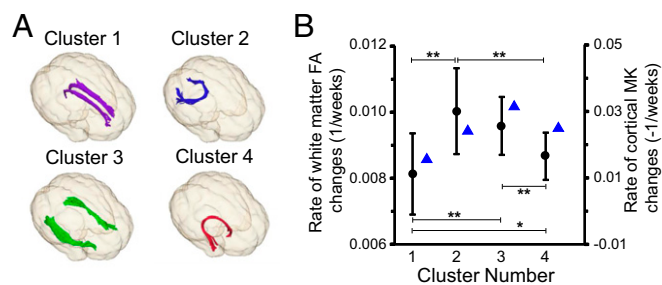 A
Cluster 1
Cluster 2
Cluster 3
Cluster 4
B
Rate of white matter FA
changes (1/weeks)
0.012
0.010
0.008
0.006
**
**
**
**
*
1
2
3
4
Cluster Number
0.05
0.03
0.01
-0.01
Rate of cortical MK
changes (-1/weeks)